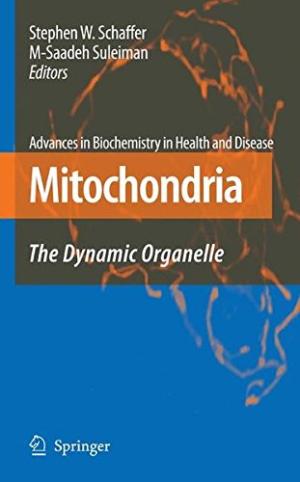 Stephen W. Schaffer
M-Saadeh Suleiman
Editors
Advances in Biochemistry in Health and Disease
Mitochondria
The Dynamic Organelle
Springer